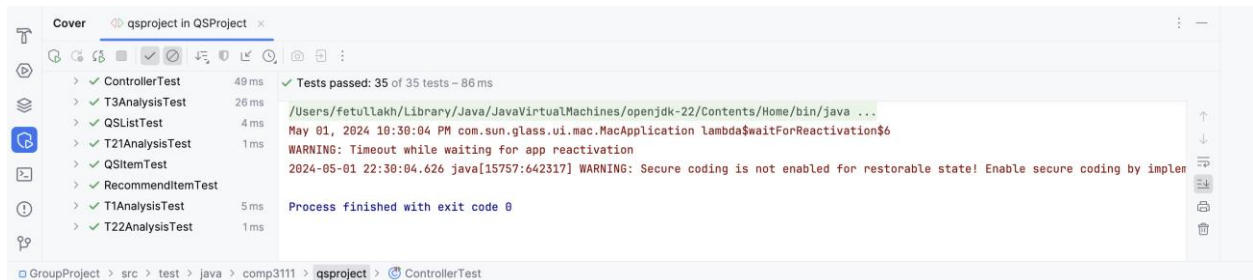 Cover qsproject in QSProject
ControllerTest 49 ms
T3AnalysisTest 26 ms
QSListTest 4 ms
T21AnalysisTest 1 ms
QSItemTest
RecommendItemTest
T1AnalysisTest 5 ms
T22AnalysisTest 1 ms
Tests passed: 35 of 35 tests – 86 ms
/Users/fetullakh/Library/Java/JavaVirtualMachines/openjdk-22/Contents/Home/bin/java ...
May 01, 2024 10:30:04 PM com.sun.glass.ui.mac.MacApplication lambda$waitForReactivation$6
WARNING: Timeout while waiting for app reactivation
2024-05-01 22:30:04.626 java[15757:642317] WARNING: Secure coding is not enabled for restorable state! Enable secure coding by implem
Process finished with exit code 0
GroupProject > src > test > java > comp3111 > qsproject > ControllerTest